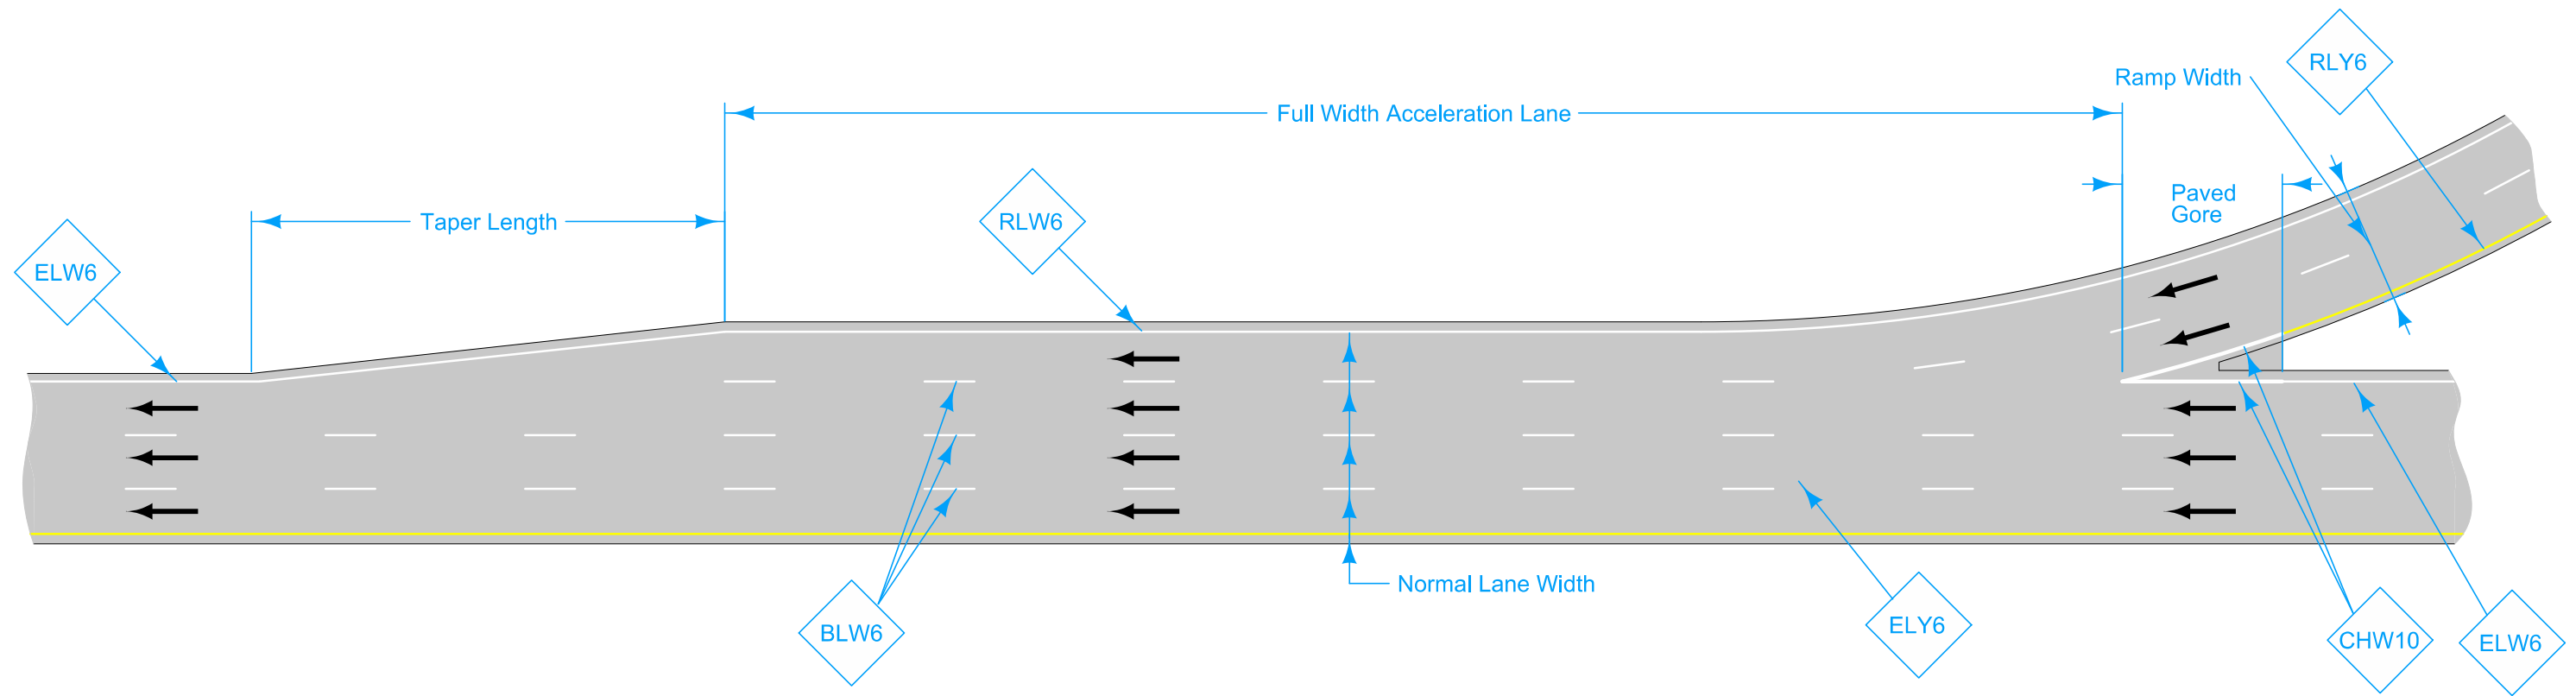 RLY6
Ramp Width
Full Width Acceleration Lane
Paved
Gore
Taper Length
RLW6
ELW6
Normal Lane Width
BLW6
ELY6
CHW10
ELW6